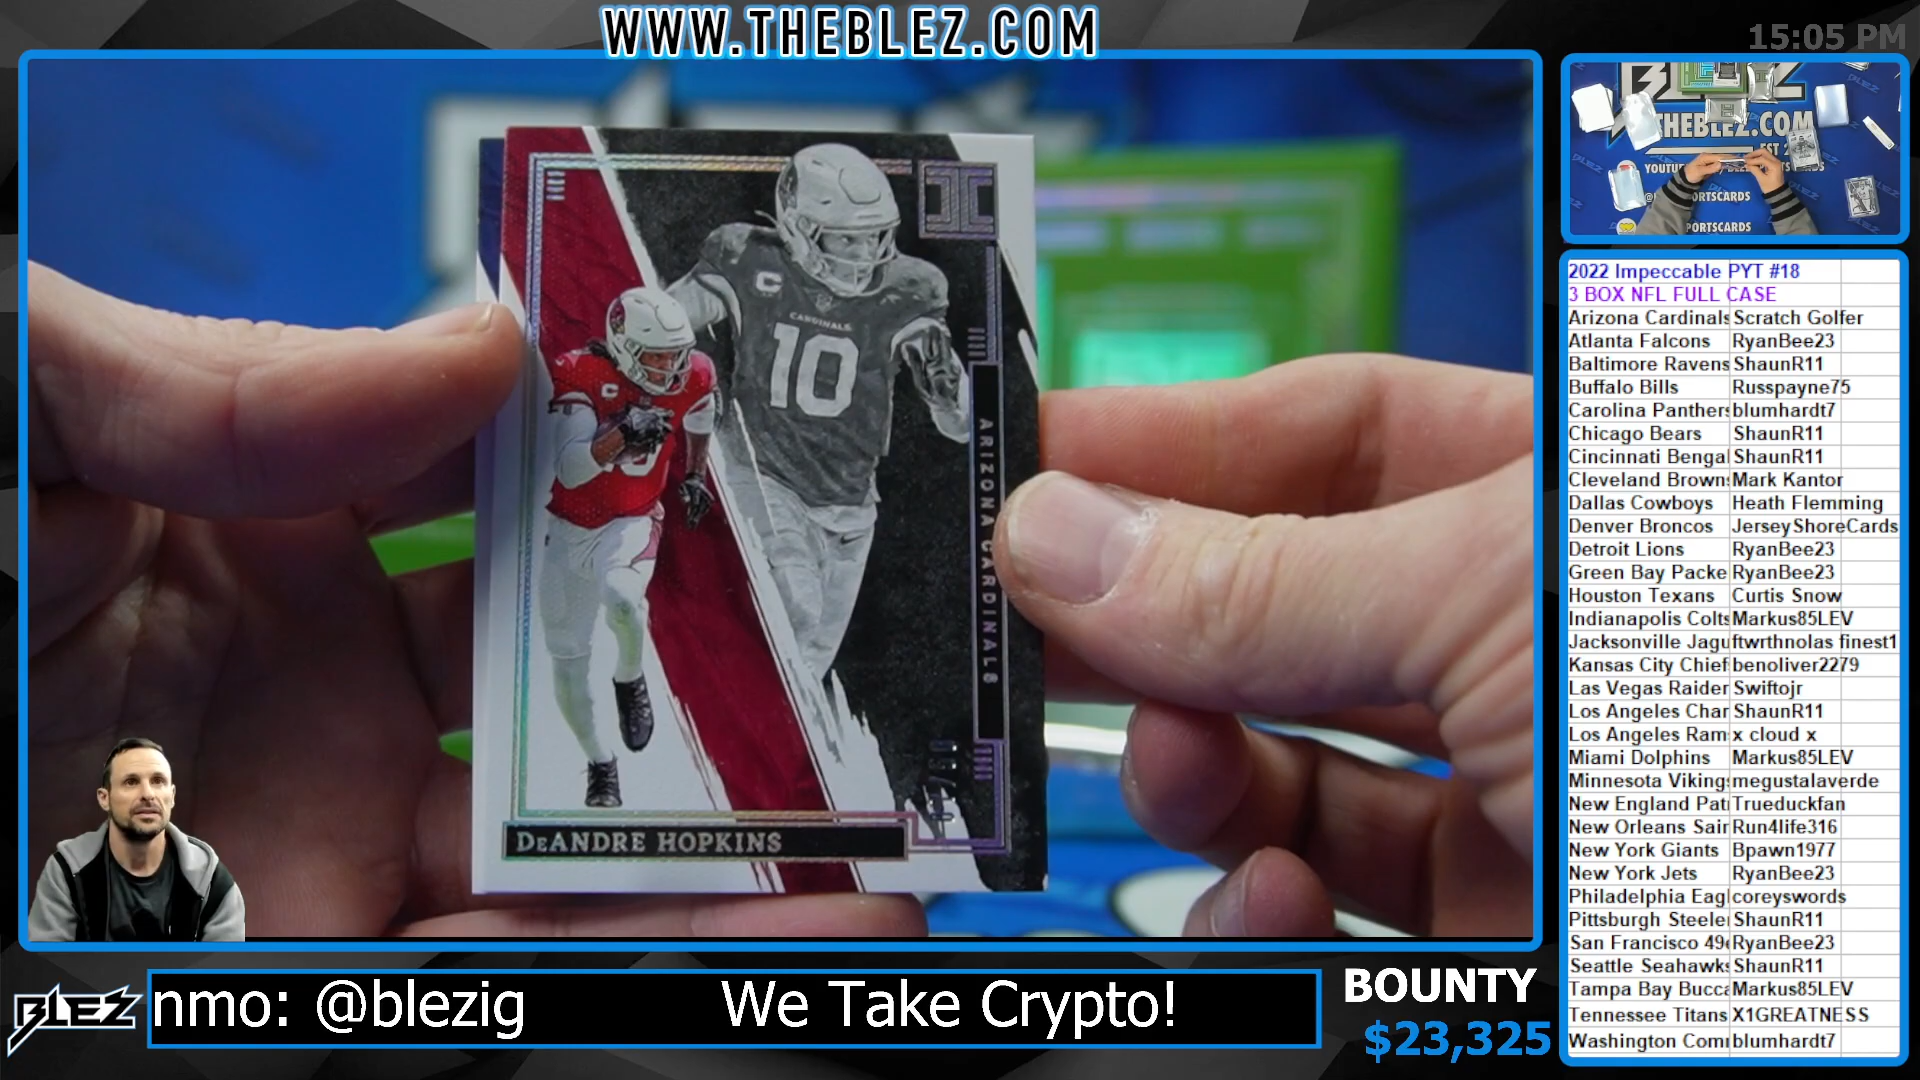 WWW.THEBLEZ.COM
15:05 PM
THEBLEZ.COM
CARDINALS
10
C
C
ARIZONA CARDINALS
DeANDRE HOPKINS
2022 Impeccable PYT #18
3 BOX NFL FULL CASE
Arizona Cardinals Scratch Golfer
Atlanta Falcons RyanBee23
Baltimore Ravens ShaunR11
Buffalo Bills Russpayne75
Carolina Panthers blumhardt7
Chicago Bears ShaunR11
Cincinnati Bengal ShaunR11
Cleveland Browns Mark Kantor
Dallas Cowboys Heath Flemming
Denver Broncos JerseyShoreCards
Detroit Lions RyanBee23
Green Bay Packe RyanBee23
Houston Texans Curtis Snow
Indianapolis Colts Markus85LEV
Jacksonville Jagu ftwrthnolas finest1
Kansas City Chief benoliver2279
Las Vegas Raider Swiftojr
Los Angeles Char ShaunR11
Los Angeles Ram x cloud x
Miami Dolphins Markus85LEV
Minnesota Viking megustalaverde
New England Pat Trueduckfan
New Orleans Sain Run4life316
New York Giants Bpawn1977
New York Jets RyanBee23
Philadelphia Eagl coreyswords
Pittsburgh Steele ShaunR11
San Francisco 49 RyanBee23
Seattle Seahawks ShaunR11
Tampa Bay Bucca Markus85LEV
Tennessee Titans X1GREATNESS
Washington Com blumhardt7
BLEZ
nmo: @blezig We Take Crypto!
BOUNTY
$23,325